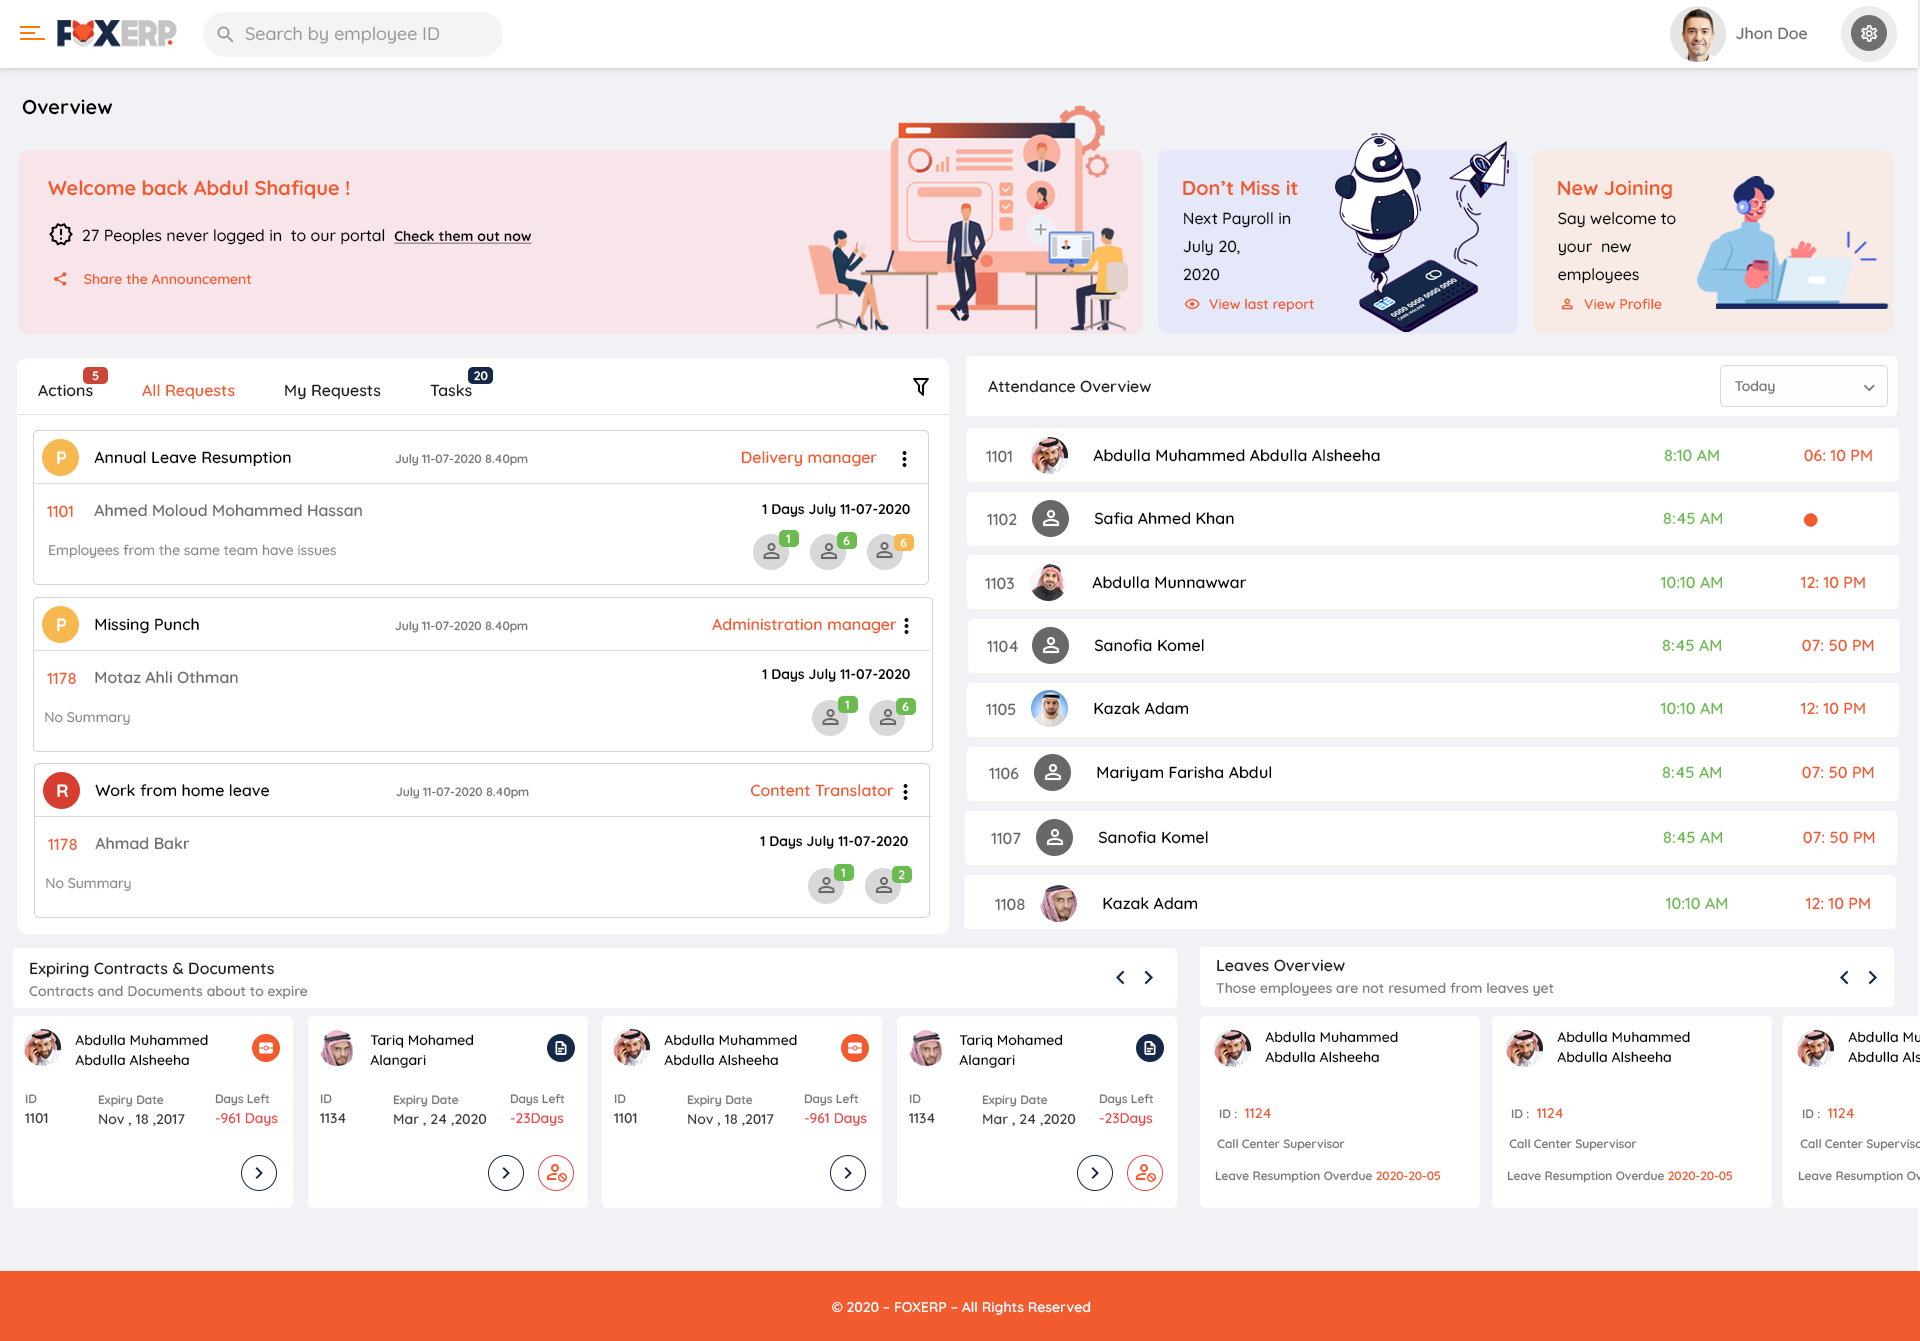 FOXERP.
Search by employee ID
Jhon Doe
Overview
Welcome back Abdul Shafique !
27 Peoples never logged in to our portal Check them out now
Share the Announcement
Don't Miss it
Next Payroll in
July 20,
2020
View last report
0000 0000 0000 0000
CARD HOLDER
New Joining
Say welcome to
your new
employees
View Profile
Actions 5
All Requests
My Requests
Tasks 20
P Annual Leave Resumption July 11-07-2020 8.40pm Delivery manager
1101 Ahmed Moloud Mohammed Hassan 1 Days July 11-07-2020
Employees from the same team have issues 1 6 6
P Missing Punch July 11-07-2020 8.40pm Administration manager
1178 Motaz Ahli Othman 1 Days July 11-07-2020
No Summary 1 6
R Work from home leave July 11-07-2020 8.40pm Content Translator
1178 Ahmad Bakr 1 Days July 11-07-2020
No Summary 1 2
Attendance Overview Today
1101 Abdulla Muhammed Abdulla Alsheeha 8:10 AM 06: 10 PM
1102 Safia Ahmed Khan 8:45 AM
1103 Abdulla Munnawwar 10:10 AM 12: 10 PM
1104 Sanofia Komel 8:45 AM 07: 50 PM
1105 Kazak Adam 10:10 AM 12: 10 PM
1106 Mariyam Farisha Abdul 8:45 AM 07: 50 PM
1107 Sanofia Komel 8:45 AM 07: 50 PM
1108 Kazak Adam 10:10 AM 12: 10 PM
Expiring Contracts & Documents
Contracts and Documents about to expire
Abdulla Muhammed
Abdulla Alsheeha
ID Expiry Date Days Left
1101 Nov , 18 ,2017 -961 Days
Tariq Mohamed
Alangari
ID Expiry Date Days Left
1134 Mar , 24 ,2020 -23Days
Abdulla Muhammed
Abdulla Alsheeha
ID Expiry Date Days Left
1101 Nov , 18 ,2017 -961 Days
Tariq Mohamed
Alangari
ID Expiry Date Days Left
1134 Mar , 24 ,2020 -23Days
Leaves Overview
Those employees are not resumed from leaves yet
Abdulla Muhammed
Abdulla Alsheeha
ID : 1124
Call Center Supervisor
Leave Resumption Overdue 2020-20-05
Abdulla Muhammed
Abdulla Alsheeha
ID : 1124
Call Center Supervisor
Leave Resumption Overdue 2020-20-05
Abdulla Mu
Abdulla Als
ID : 1124
Call Center Superviso
Leave Resumption Ov
© 2020 – FOXERP – All Rights Reserved